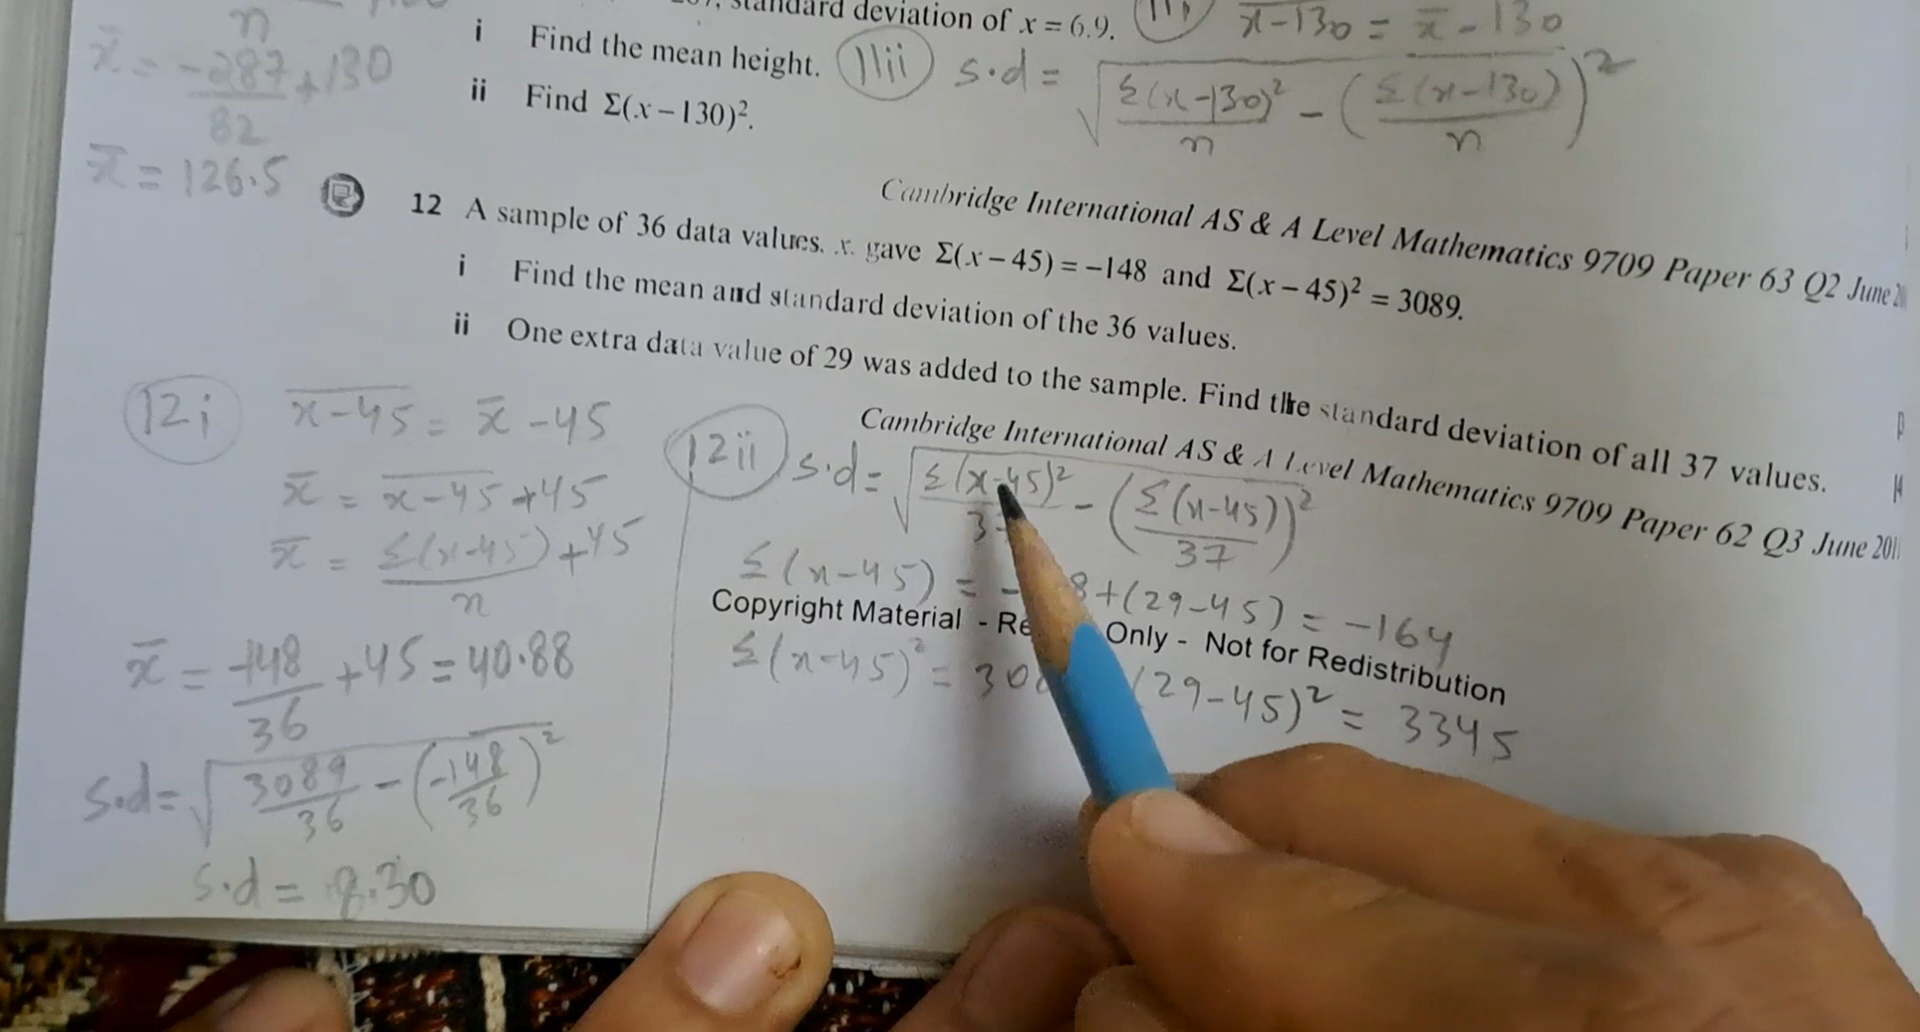 n
x̄ = -287/82 + 130
x̄ = 126.5
standard deviation of x = 6.9.
x-130 = x̄ - 130
i Find the mean height.
11ii s.d = √(Σ(x-130)²/n - (Σ(x-130)/n)²)
ii Find Σ(x – 130)².
Cambridge International AS & A Level Mathematics 9709 Paper 63 Q2 June
12 A sample of 36 data values, x, gave Σ(x – 45) = –148 and Σ(x – 45)² = 3089.
i Find the mean and standard deviation of the 36 values.
ii One extra data value of 29 was added to the sample. Find the standard deviation of all 37 values.
Cambridge International AS & A Level Mathematics 9709 Paper 62 Q3 June
12i x-45 = x̄ - 45
x̄ = x-45 + 45
x̄ = Σ(x-45)/n + 45
x̄ = -148/36 + 45 = 40.88
s.d = √(3089/36 - (-148/36)²)
s.d = 8.30
12ii s.d = √(Σ(x-45)²/3 - (Σ(x-45)/37)²)
Σ(x-45) = - 8+(29-45) = -164
Copyright Material - Re Only - Not for Redistribution
Σ(x-45)² = 30 (29-45)² = 3345